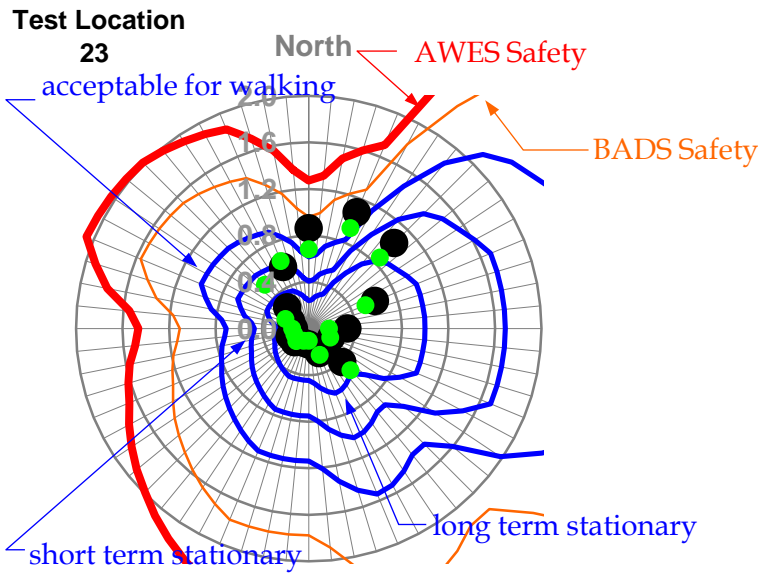 Test Location
23
North
AWES Safety
acceptable for walking
2.0
BADS Safety
1.6
1.2
0.8
0.4
0.0
long term stationary
short term stationary